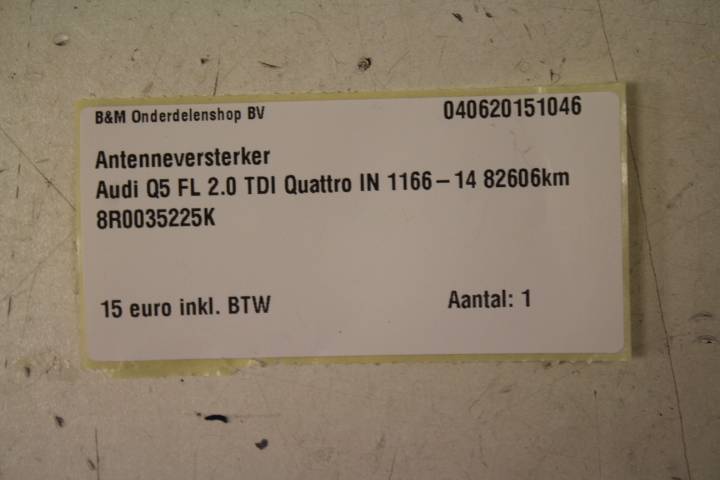 B&M Onderdelenshop BV 040620151046
Antenneversterker
Audi Q5 FL 2.0 TDI Quattro IN 1166-14 82606km
8R0035225K
15 euro inkl. BTW Aantal: 1